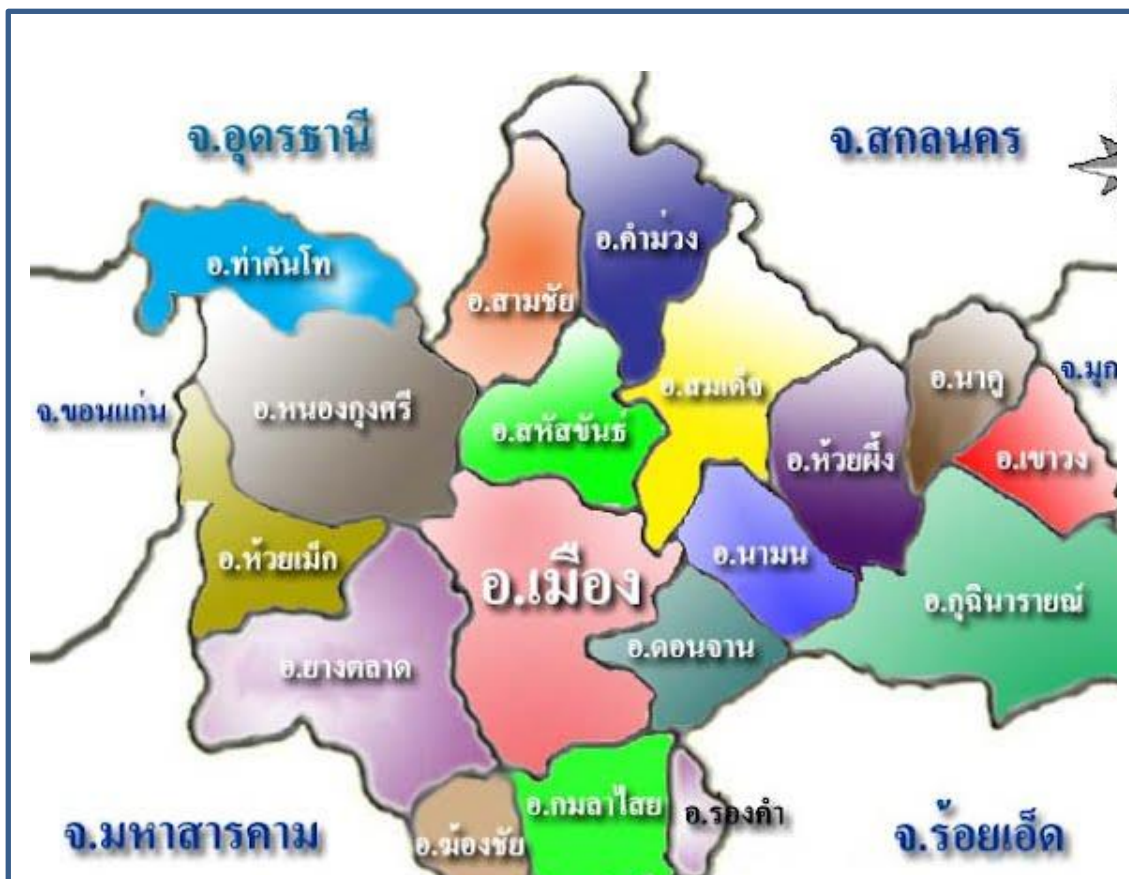 จ.อุดรธานี
จ.สกลนคร
อ.คำม่วง
อ.ท่าคันโท
อ.สามชัย
อ.สมเด็จ
อ.นาคู
จ.มุก
จ.ขอนแก่น
อ.หนองกุงศรี
อ.สหัสขันธ์
อ.ห้วยผึ้ง
อ.เขาวง
อ.ห้วยเม็ก
อ.เมือง
อ.นามน
อ.กุฉินารายณ์
อ.ยางตลาด
อ.ดอนจาน
จ.มหาสารคาม
อ.ฆ้องชัย
อ.กมลาไสย
อ.รองคำ
จ.ร้อยเอ็ด